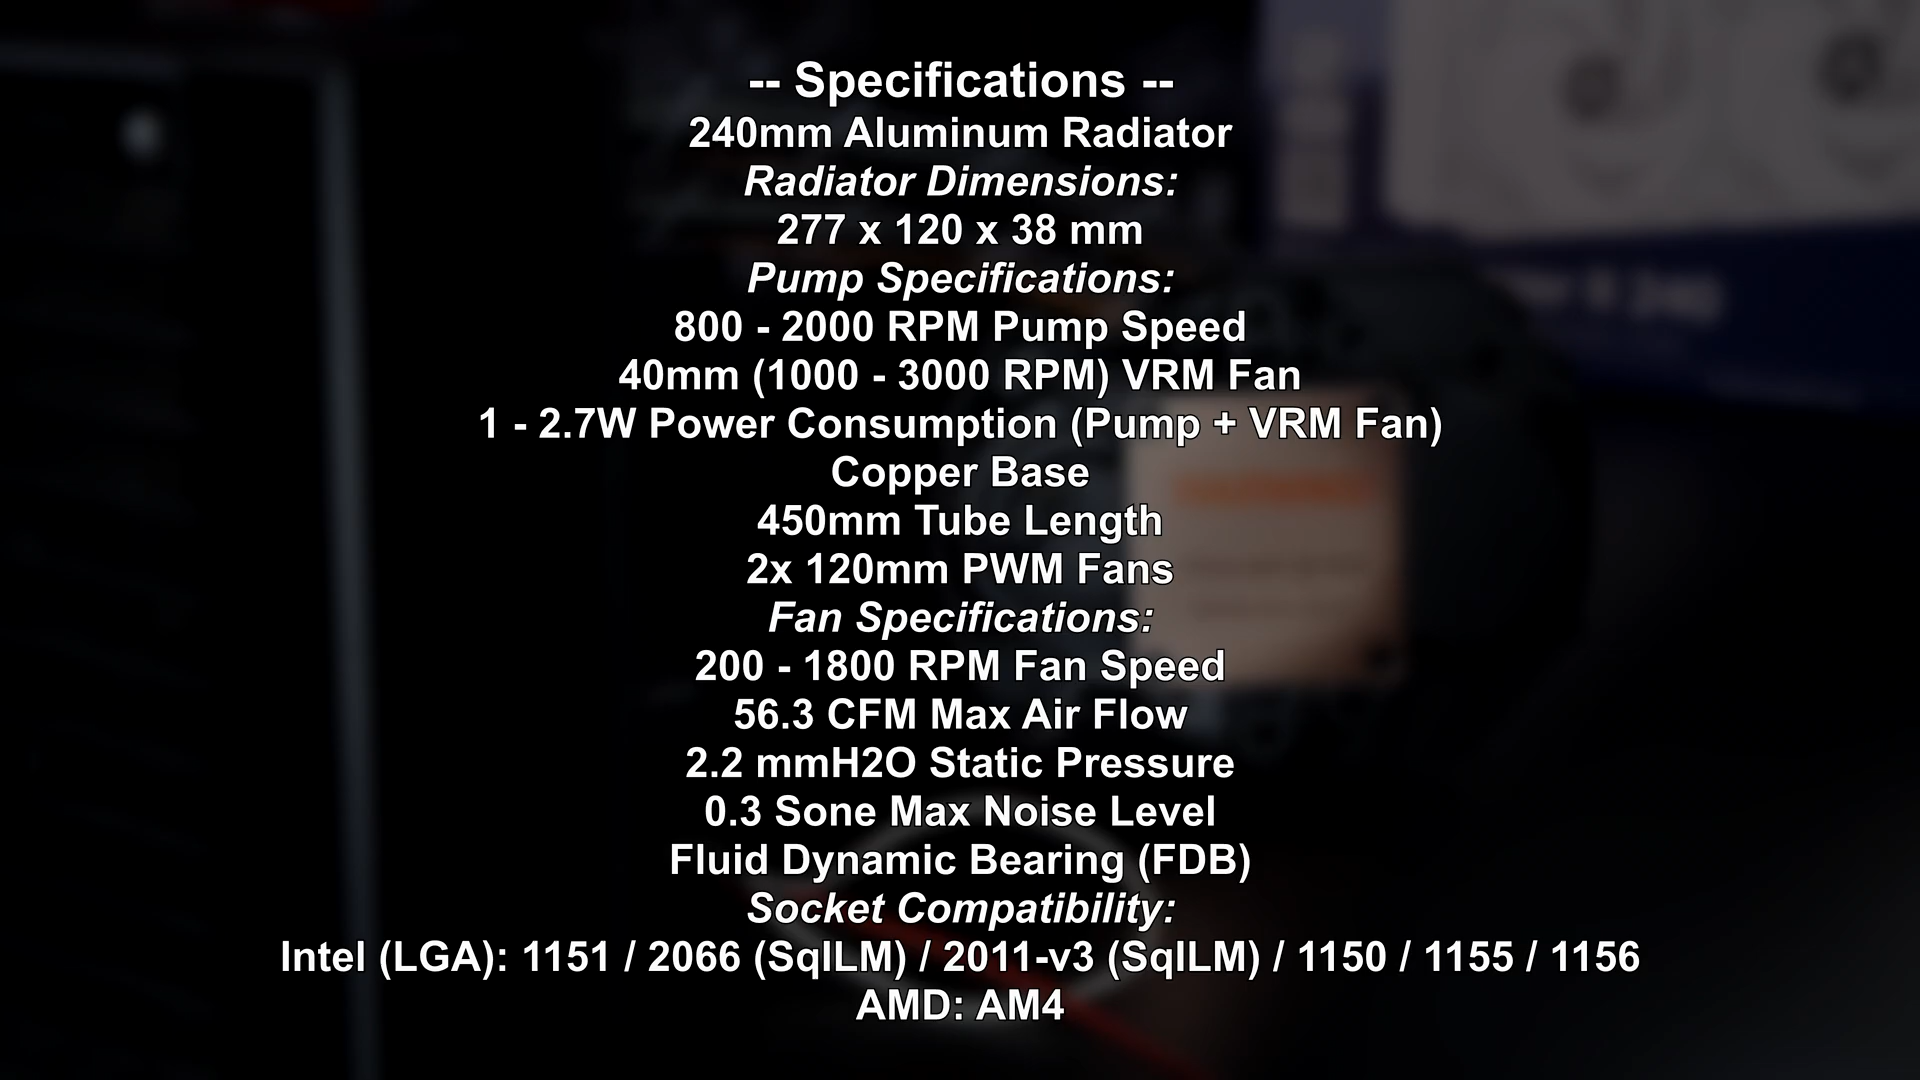 -- Specifications --
240mm Aluminum Radiator
Radiator Dimensions:
277 x 120 x 38 mm
Pump Specifications:
800 - 2000 RPM Pump Speed
40mm (1000 - 3000 RPM) VRM Fan
1 - 2.7W Power Consumption (Pump + VRM Fan)
Copper Base
450mm Tube Length
2x 120mm PWM Fans
Fan Specifications:
200 - 1800 RPM Fan Speed
56.3 CFM Max Air Flow
2.2 mmH2O Static Pressure
0.3 Sone Max Noise Level
Fluid Dynamic Bearing (FDB)
Socket Compatibility:
Intel (LGA): 1151 / 2066 (SqILM) / 2011-v3 (SqILM) / 1150 / 1155 / 1156
AMD: AM4